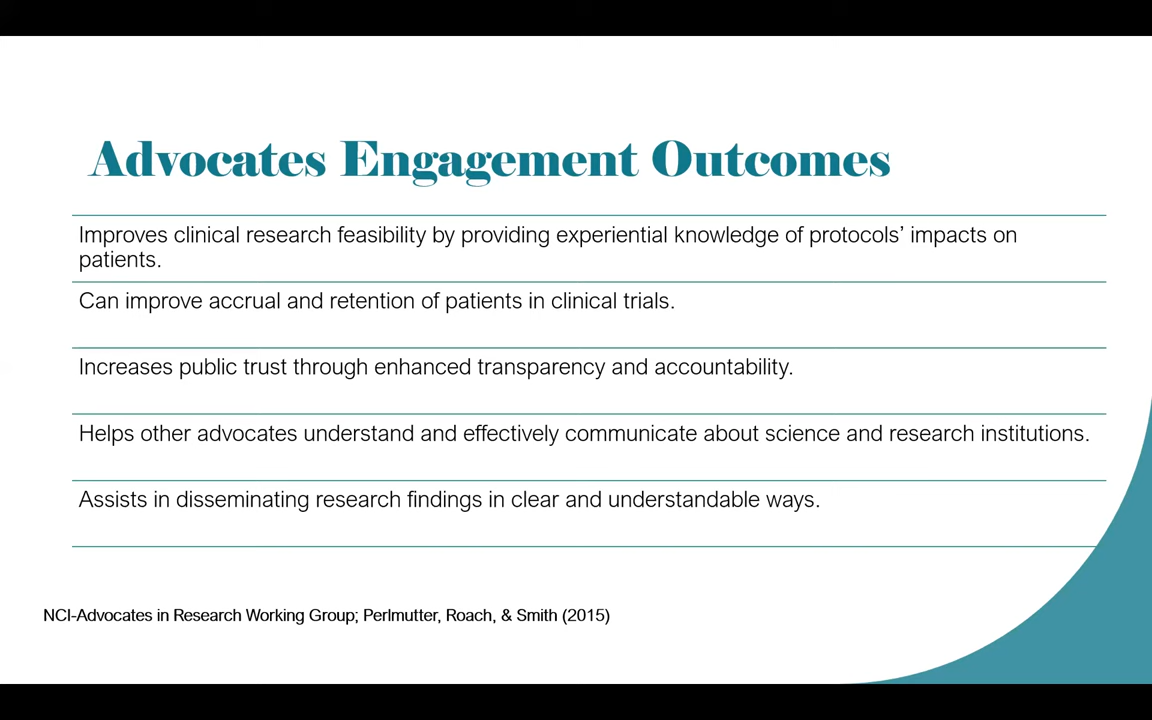 Advocates Engagement Outcomes
Improves clinical research feasibility by providing experiential knowledge of protocols’ impacts on
patients.
Can improve accrual and retention of patients in clinical trials.
Increases public trust through enhanced transparency and accountability.
Helps other advocates understand and effectively communicate about science and research institutions.
Assists in disseminating research findings in clear and understandable ways.
NCI-Advocates in Research Working Group; Perlmutter, Roach, & Smith (2015)